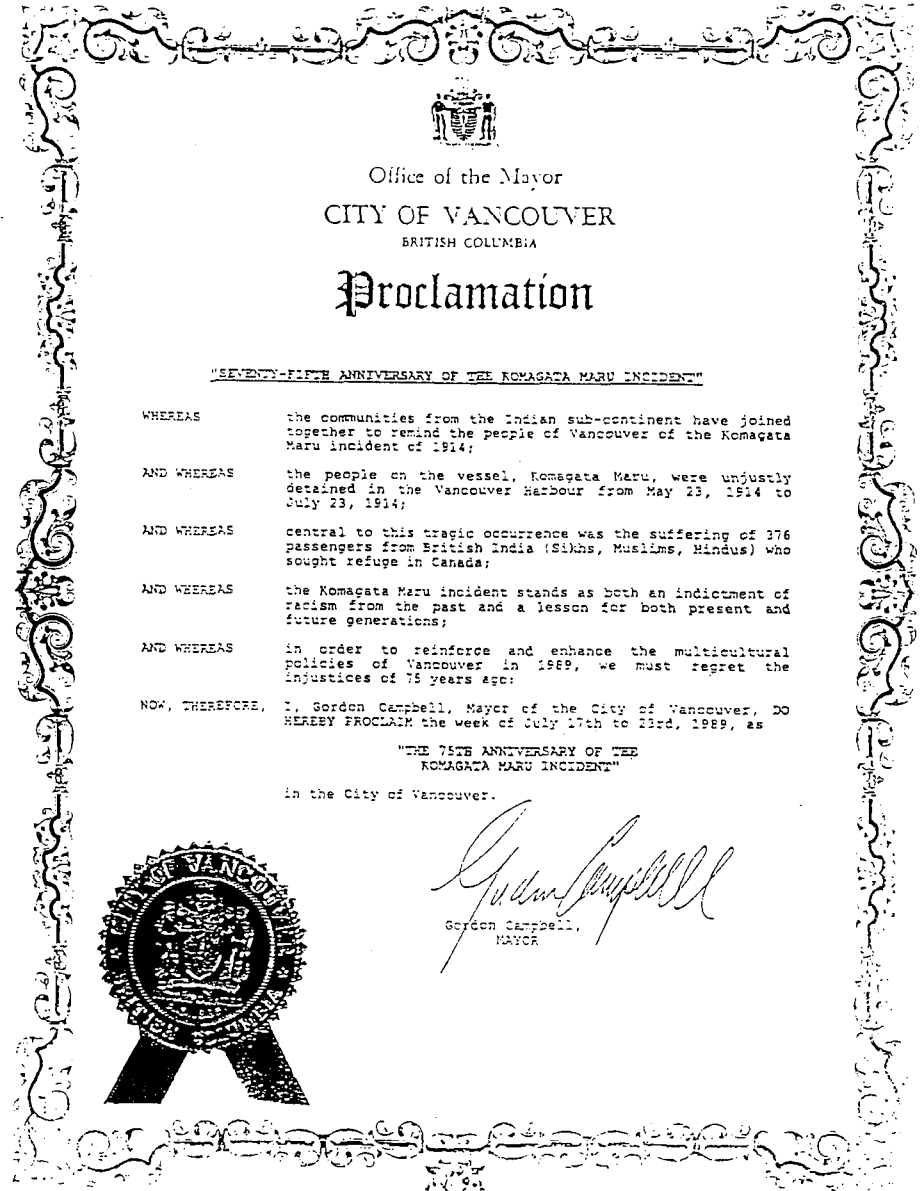 Office of the Mayor
CITY OF VANCOUVER
BRITISH COLUMBIA
Proclamation
"SEVENTY-FIFTH ANNIVERSARY OF THE KOMAGATA MARU INCIDENT"
WHEREAS the communities from the Indian sub-continent have joined
together to remind the people of Vancouver of the Komagata
Maru incident of 1914;
AND WHEREAS the people on the vessel, Komagata Maru, were unjustly
detained in the Vancouver Harbour from May 23, 1914 to
July 23, 1914;
AND WHEREAS central to this tragic occurrence was the suffering of 376
passengers from British India (Sikhs, Muslims, Hindus) who
sought refuge in Canada;
AND WHEREAS the Komagata Maru incident stands as both an indictment of
racism from the past and a lesson for both present and
future generations;
AND WHEREAS in order to reinforce and enhance the multicultural
policies of Vancouver in 1989, we must regret the
injustices of 75 years ago:
NOW, THEREFORE, I, Gordon Campbell, Mayor of the City of Vancouver, DO
HEREBY PROCLAIM the week of July 17th to 23rd, 1989, as
"THE 75TH ANNIVERSARY OF THE
KOMAGATA MARU INCIDENT"
in the City of Vancouver.
Gordon Campbell
Gordon Campbell,
MAYOR
CITY OF VANCOUVER
BRITISH COLUMBIA